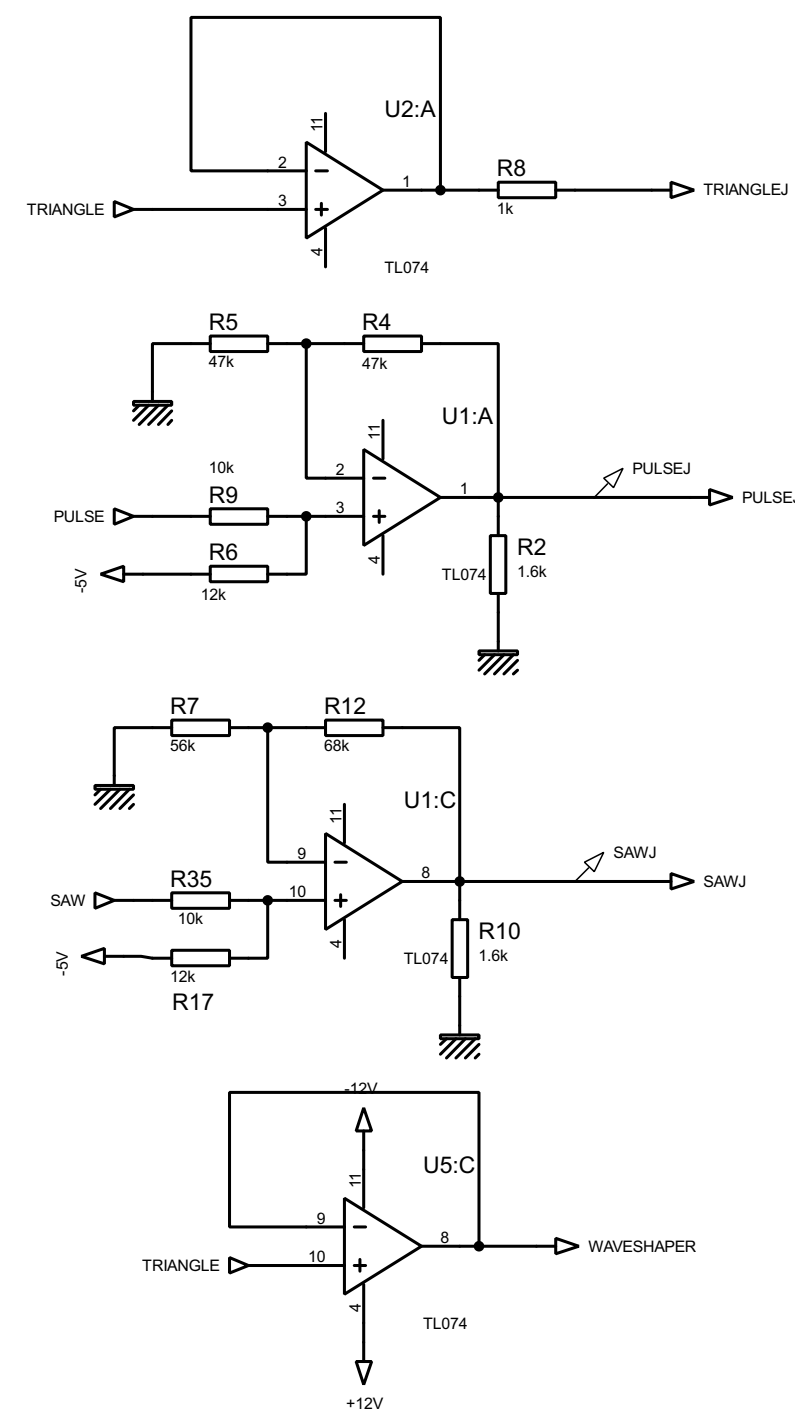 U2:A
11
2
1
R8
TRIANGLEJ
TRIANGLE
3
1k
4
TL074
R5
R4
47k
47k
U1:A
11
10k
2
PULSEJ
1
PULSE
R9
3
PULSEJ
R6
4
R2
-5V
TL074
1.6k
12k
R7
R12
56k
68k
U1:C
11
9
SAWJ
R35
8
SAW
10
SAWJ
10k
4
R10
-5V
TL074
1.6k
12k
R17
-12V
U5:C
11
9
8
WAVESHAPER
TRIANGLE
10
4
TL074
+12V